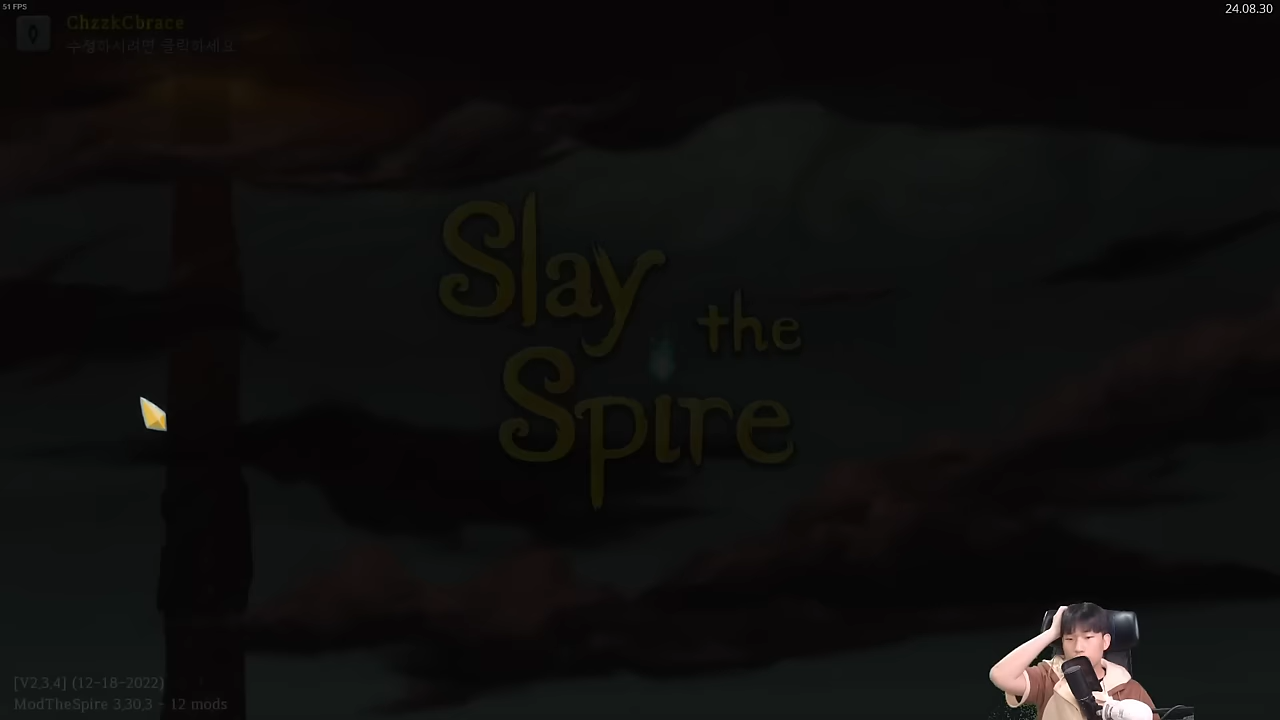 51 FPS
24.08.30
ChzzkCbrace
수정하시려면 클릭하세요
Slay
the
Spire
[V2.3.4] (12-18-2022)
ModTheSpire 3.30.3 - 12 mods